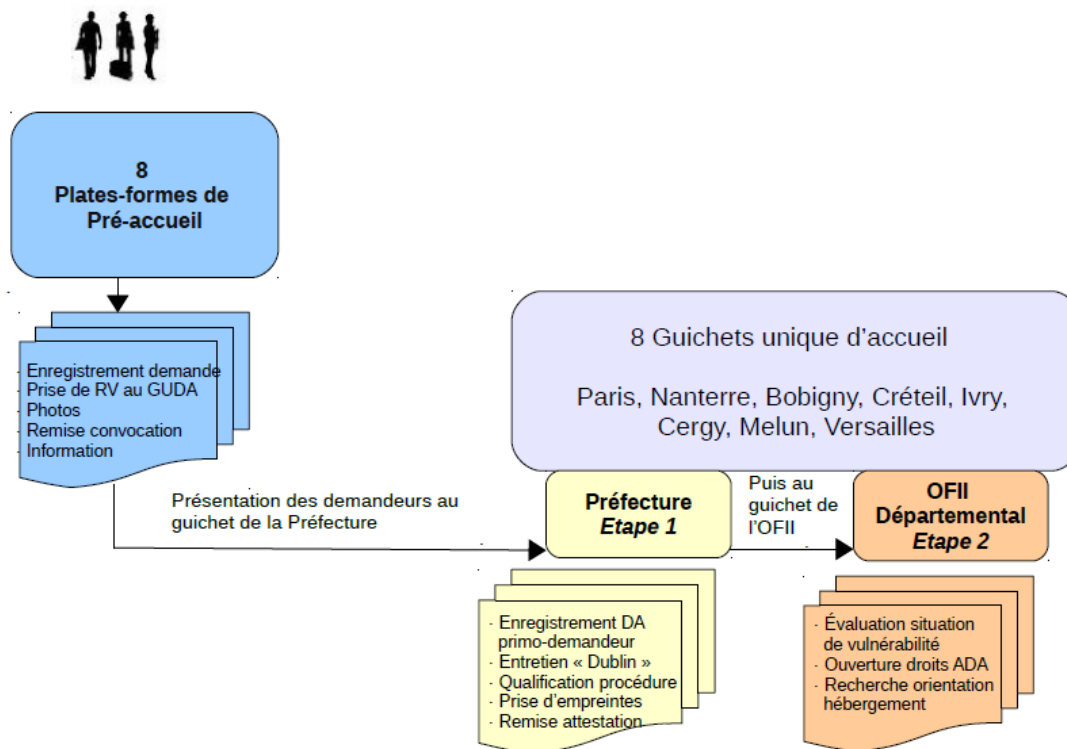 8
Plates-formes de
Pré-accueil
· Enregistrement demande
· Prise de RV au GUDA
· Photos
· Remise convocation
· Information
Présentation des demandeurs au
guichet de la Préfecture
8 Guichets unique d'accueil
Paris, Nanterre, Bobigny, Créteil, Ivry,
Cergy, Melun, Versailles
Préfecture
Etape 1
Puis au
guichet de
l'OFII
OFII
Départemental
Etape 2
· Enregistrement DA
primo-demandeur
· Entretien « Dublin »
· Qualification procédure
· Prise d'empreintes
· Remise attestation
· Évaluation situation
de vulnérabilité
· Ouverture droits ADA
· Recherche orientation
hébergement